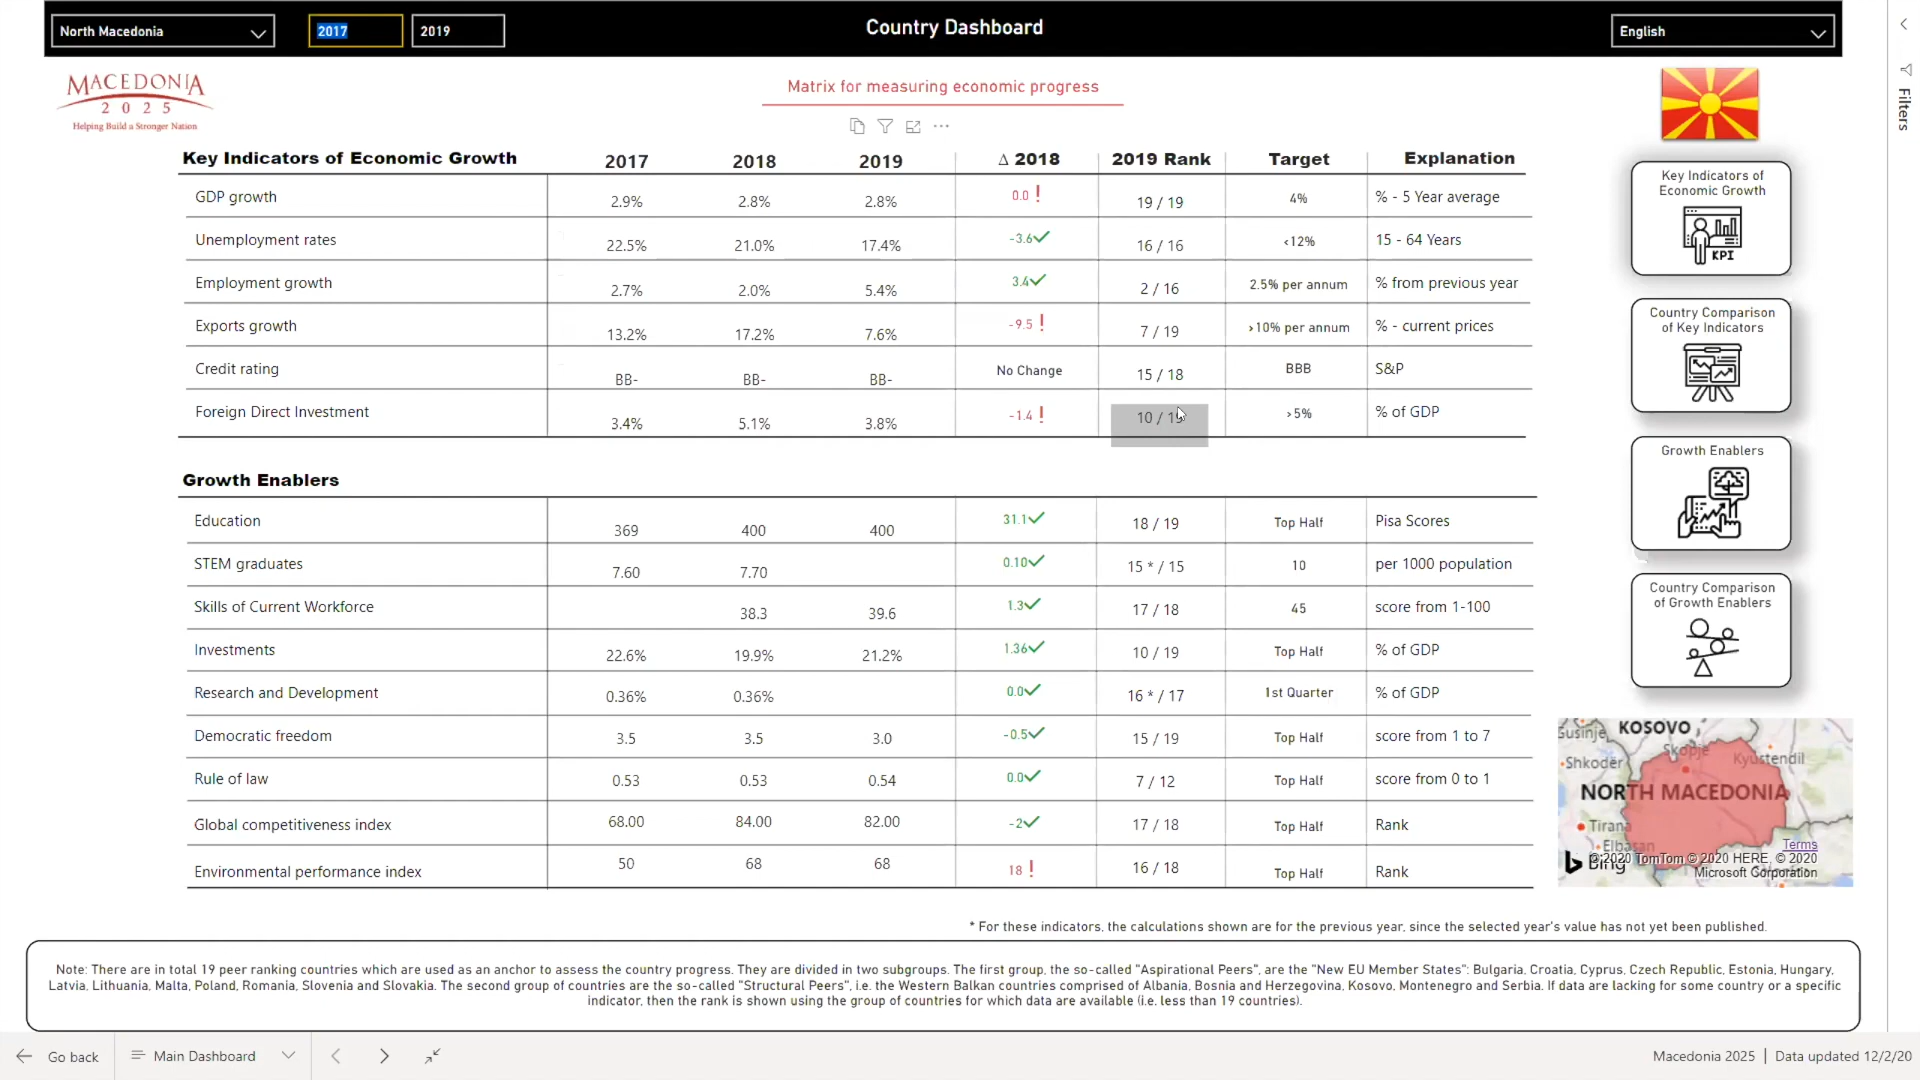 North Macedonia 2017 2019 Country Dashboard English
MACEDONIA
2025
Helping Build a Stronger Nation
Matrix for measuring economic progress
Filters
Key Indicators of Economic Growth 2017 2018 2019 Δ 2018 2019 Rank Target Explanation
GDP growth 2.9% 2.8% 2.8% 0.0 ! 19 / 19 4% % - 5 Year average
Unemployment rates 22.5% 21.0% 17.4% -3.6 16 / 16 <12% 15 - 64 Years
Employment growth 2.7% 2.0% 5.4% 3.4 2 / 16 2.5% per annum % from previous year
Exports growth 13.2% 17.2% 7.6% -9.5 ! 7 / 19 >10% per annum % - current prices
Credit rating BB- BB- BB- No Change 15 / 18 BBB S&P
Foreign Direct Investment 3.4% 5.1% 3.8% -1.4 ! 10 / 19 >5% % of GDP
Growth Enablers
Education 369 400 400 31.1 18 / 19 Top Half Pisa Scores
STEM graduates 7.60 7.70 0.10 15 * / 15 10 per 1000 population
Skills of Current Workforce 38.3 39.6 1.3 17 / 18 45 score from 1-100
Investments 22.6% 19.9% 21.2% 1.36 10 / 19 Top Half % of GDP
Research and Development 0.36% 0.36% 0.0 16 * / 17 1st Quarter % of GDP
Democratic freedom 3.5 3.5 3.0 -0.5 15 / 19 Top Half score from 1 to 7
Rule of law 0.53 0.53 0.54 0.0 7 / 12 Top Half score from 0 to 1
Global competitiveness index 68.00 84.00 82.00 -2 17 / 18 Top Half Rank
Environmental performance index 50 68 68 18 ! 16 / 18 Top Half Rank
Key Indicators of
Economic Growth
KPI
Country Comparison
of Key Indicators
Growth Enablers
Country Comparison
of Growth Enablers
KOSOVO
Gusinje
Skopje
Kyustendil
Shkoder
NORTH MACEDONIA
Tirana
Terms
Elbasan
Bing
© 2020 TomTom © 2020 HERE, © 2020
Microsoft Corporation
* For these indicators, the calculations shown are for the previous year, since the selected year's value has not yet been published.
Note: There are in total 19 peer ranking countries which are used as an anchor to assess the country progress. They are divided in two subgroups. The first group, the so-called "Aspirational Peers", are the "New EU Member States": Bulgaria, Croatia, Cyprus, Czech Republic, Estonia, Hungary,
Latvia, Lithuania, Malta, Poland, Romania, Slovenia and Slovakia. The second group of countries are the so-called "Structural Peers", i.e. the Western Balkan countries comprised of Albania, Bosnia and Herzegovina, Kosovo, Montenegro and Serbia. If data are lacking for some country or a specific
indicator, then the rank is shown using the group of countries for which data are available (i.e. less than 19 countries).
Go back Main Dashboard Macedonia 2025 | Data updated 12/2/20